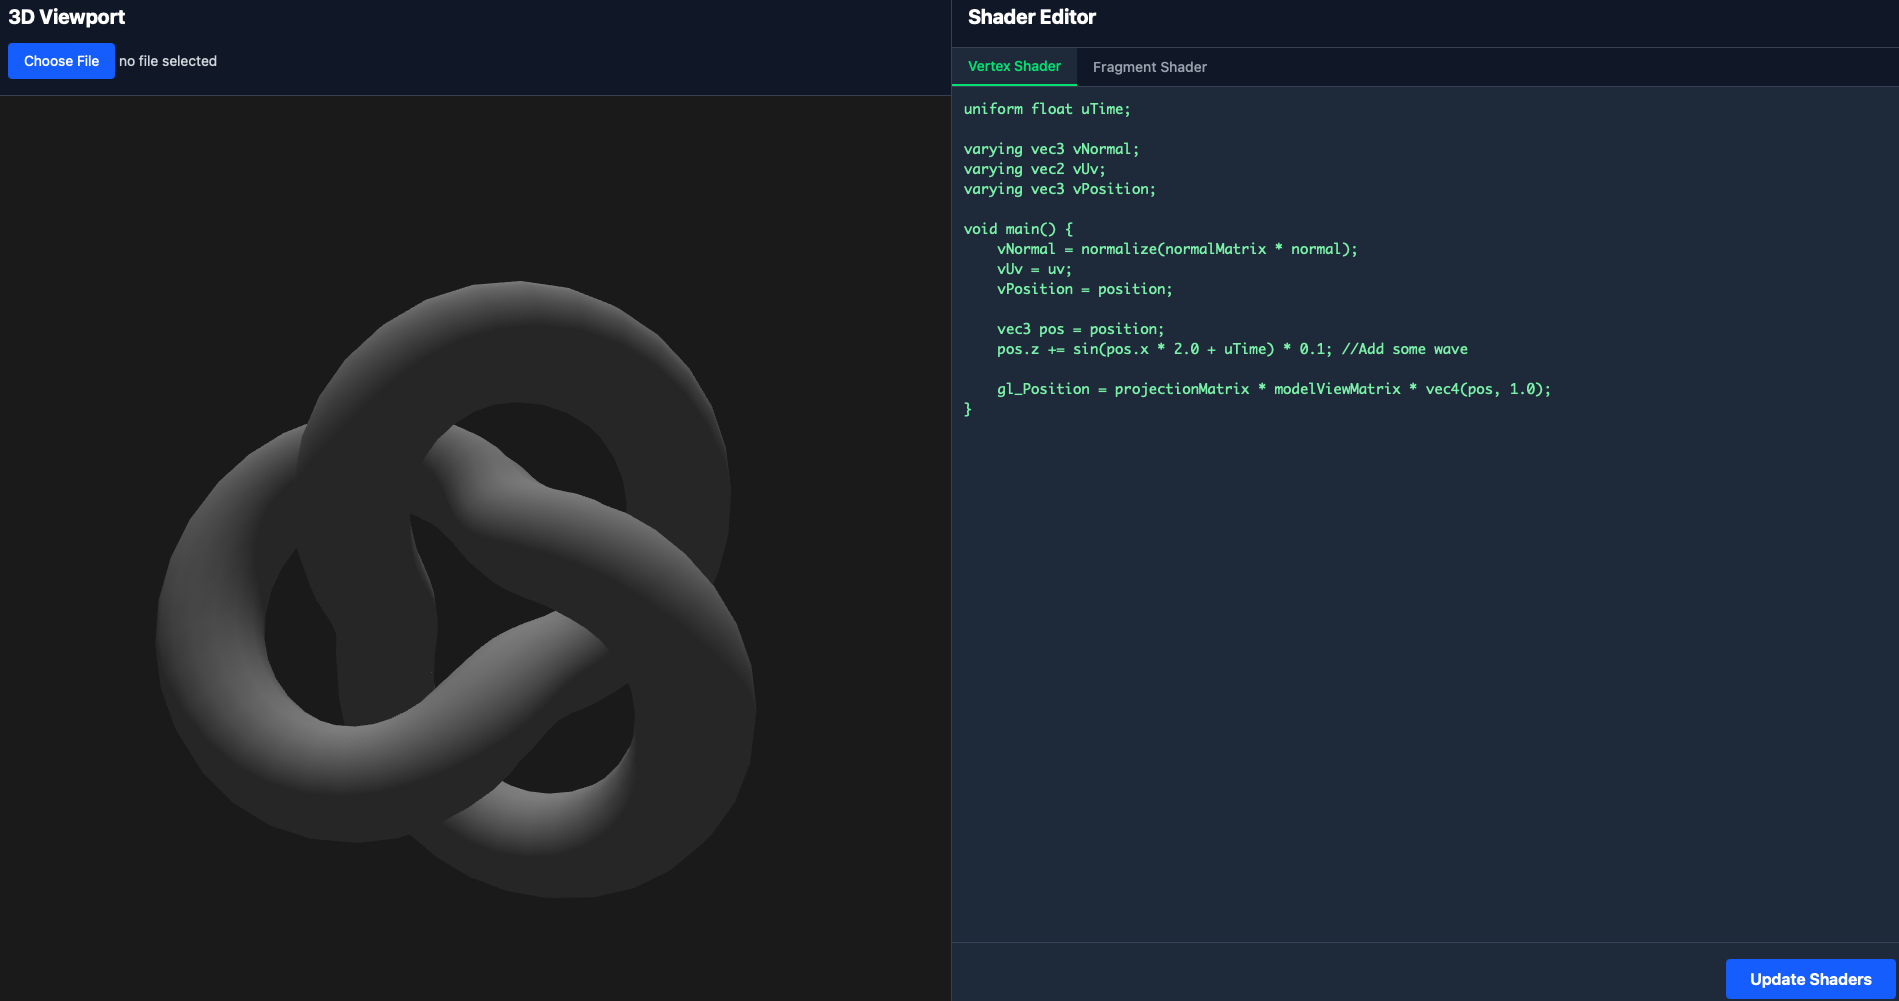 3D Viewport
Choose File no file selected
Shader Editor
Vertex Shader Fragment Shader
uniform float uTime;

varying vec3 vNormal;
varying vec2 vUv;
varying vec3 vPosition;

void main() {
    vNormal = normalize(normalMatrix * normal);
    vUv = uv;
    vPosition = position;

    vec3 pos = position;
    pos.z += sin(pos.x * 2.0 + uTime) * 0.1; //Add some wave

    gl_Position = projectionMatrix * modelViewMatrix * vec4(pos, 1.0);
}
Update Shaders